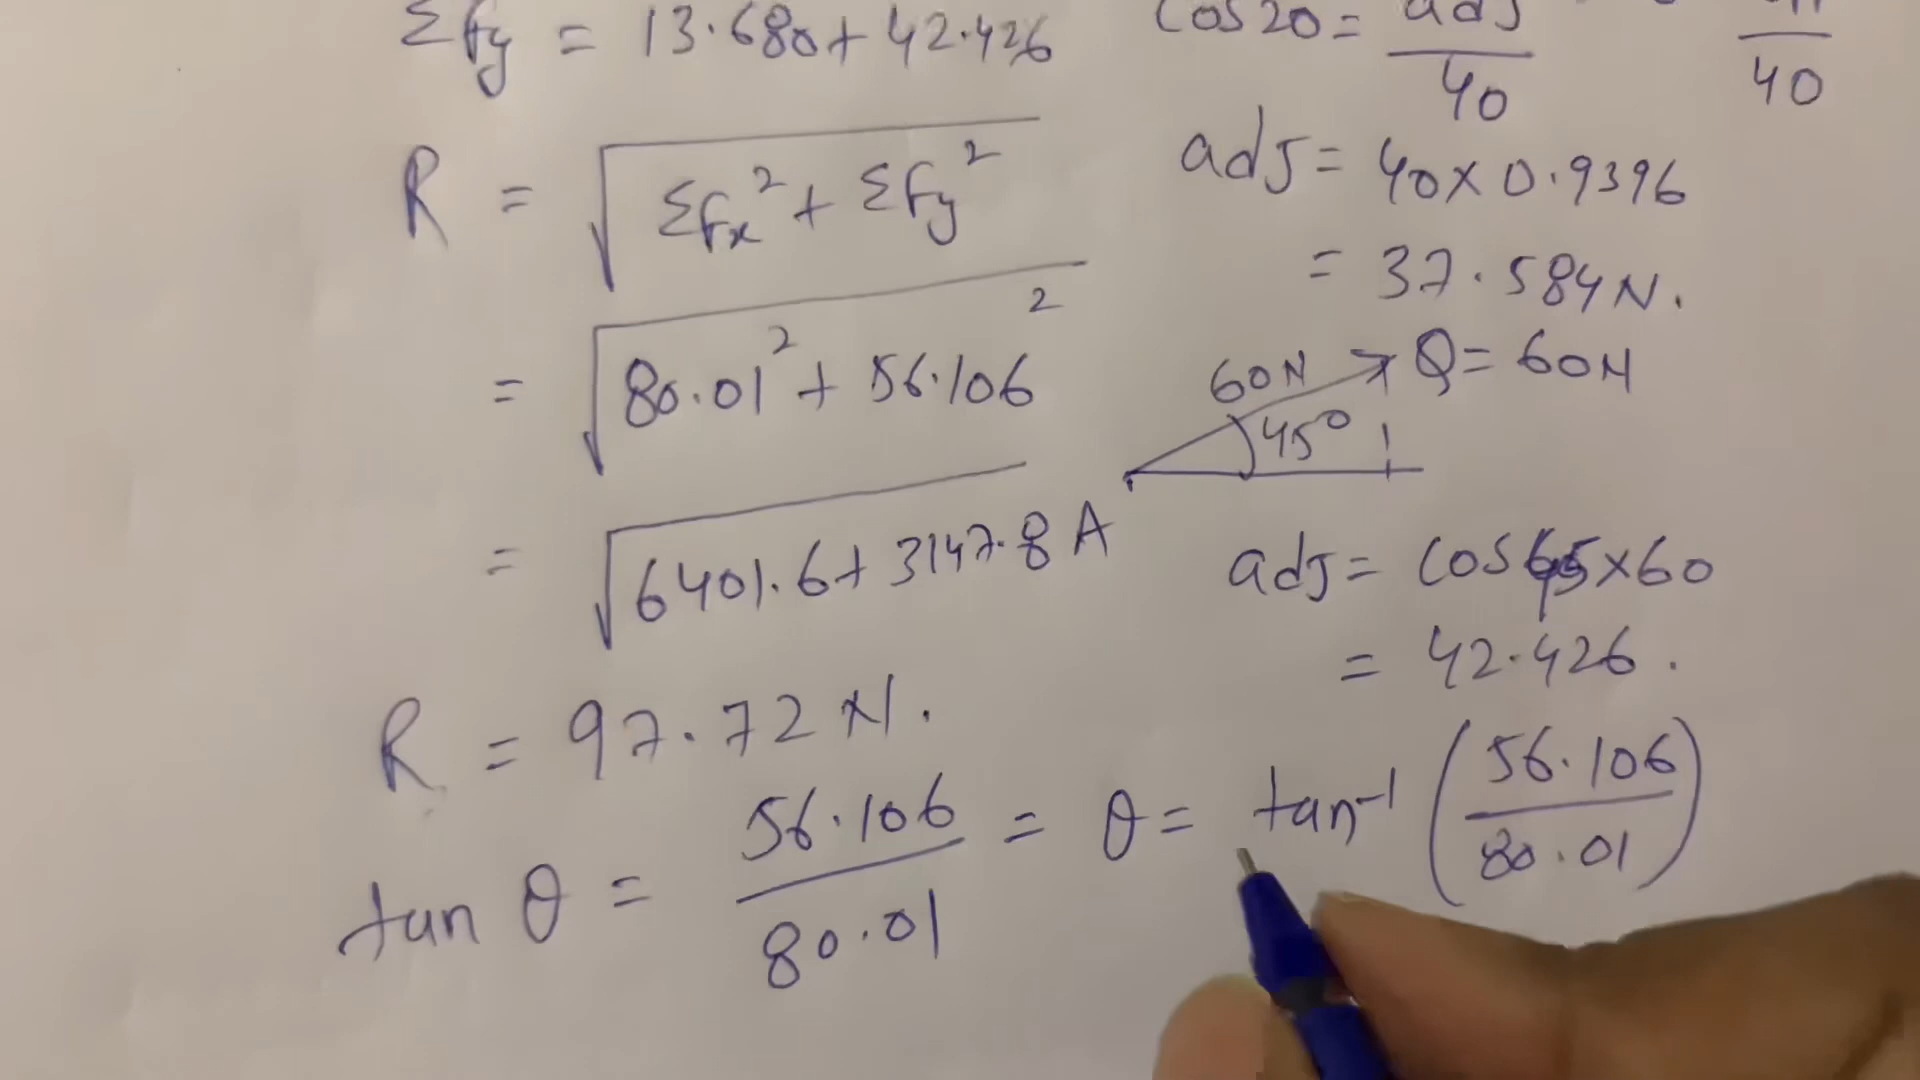 Σfy = 13.680 + 42.426
R = √Σfx² + Σfy²
= √80.01² + 56.106²
= √6401.6 + 3147.8 A
R = 97.72 N.
tan θ = 56.106/80.01 = θ = tan⁻¹ (56.106/80.01)
cos 20 = adj/40
40
adj = 40 × 0.9396
= 37.584 N.
60N Q = 60N
45°
adj = cos 45 × 60
= 42.426.